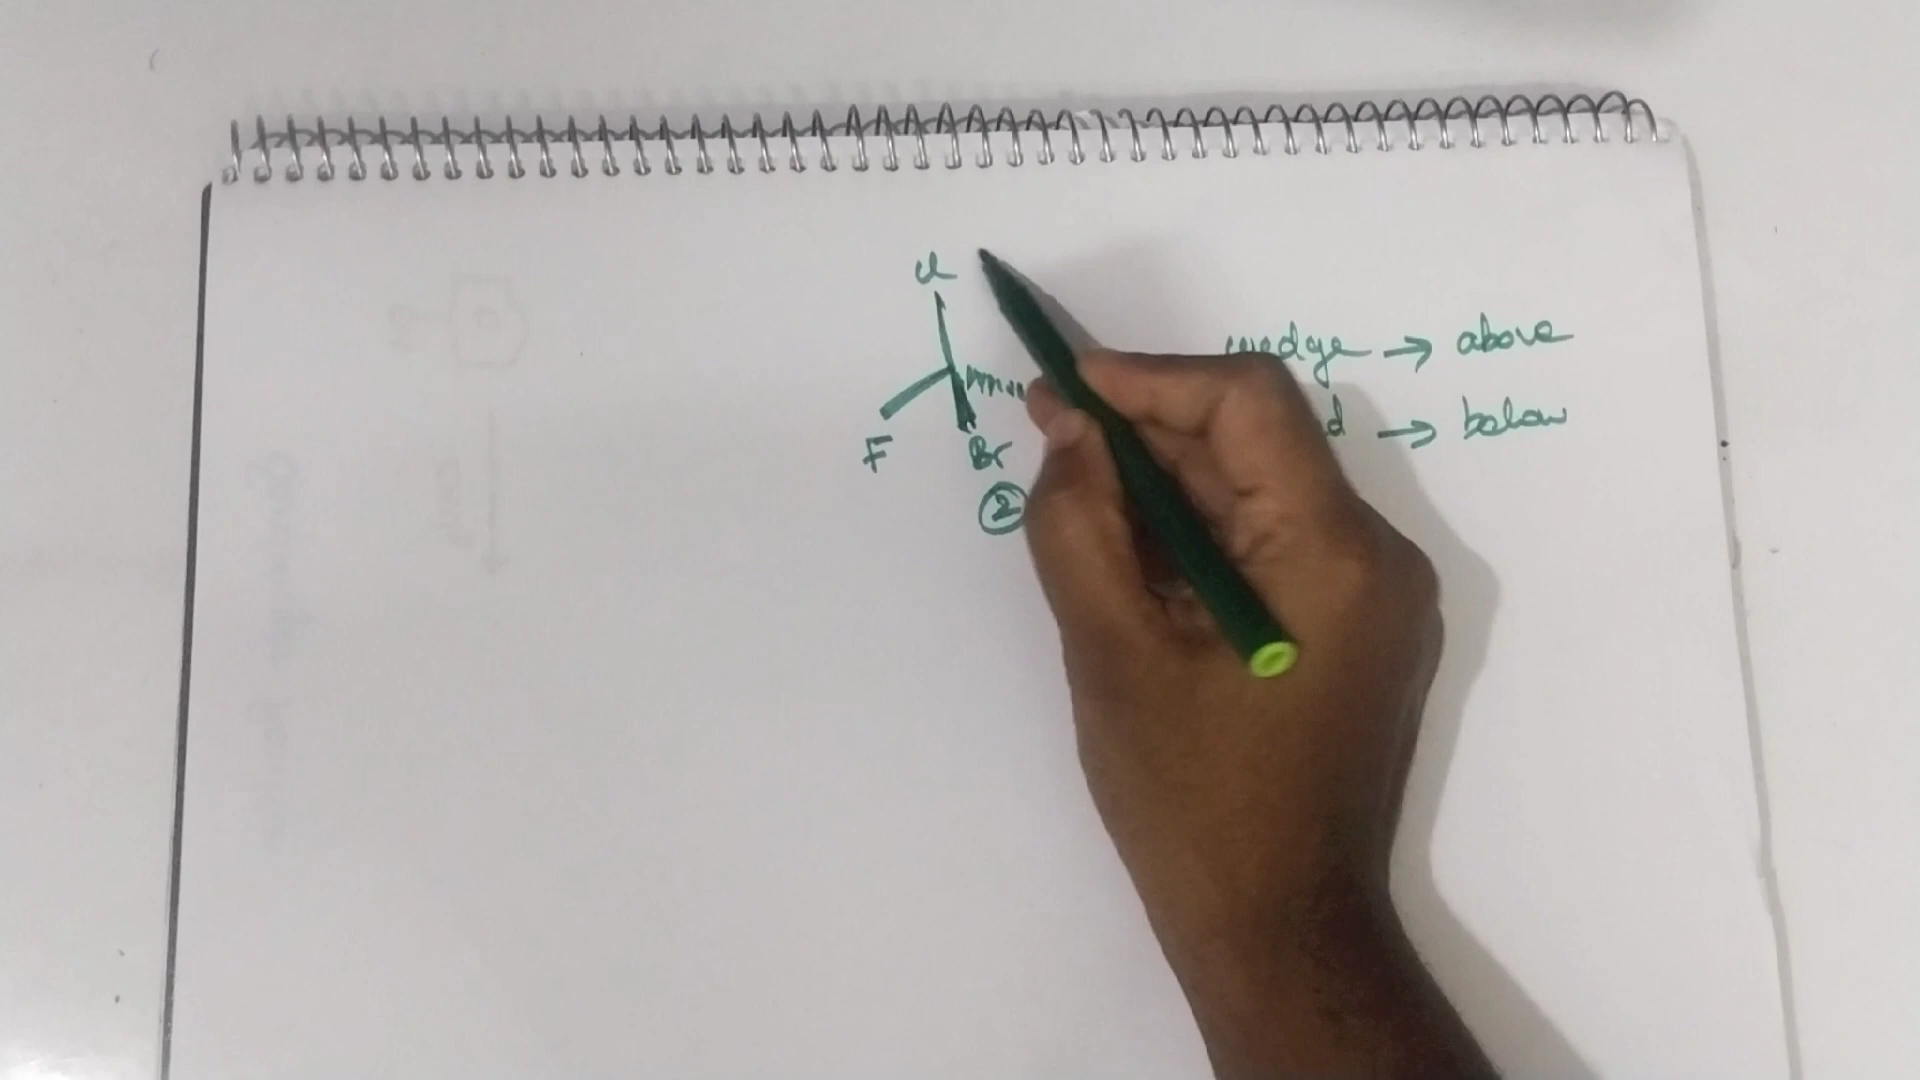 Cl
wedge → above
→ below
F
Br
②